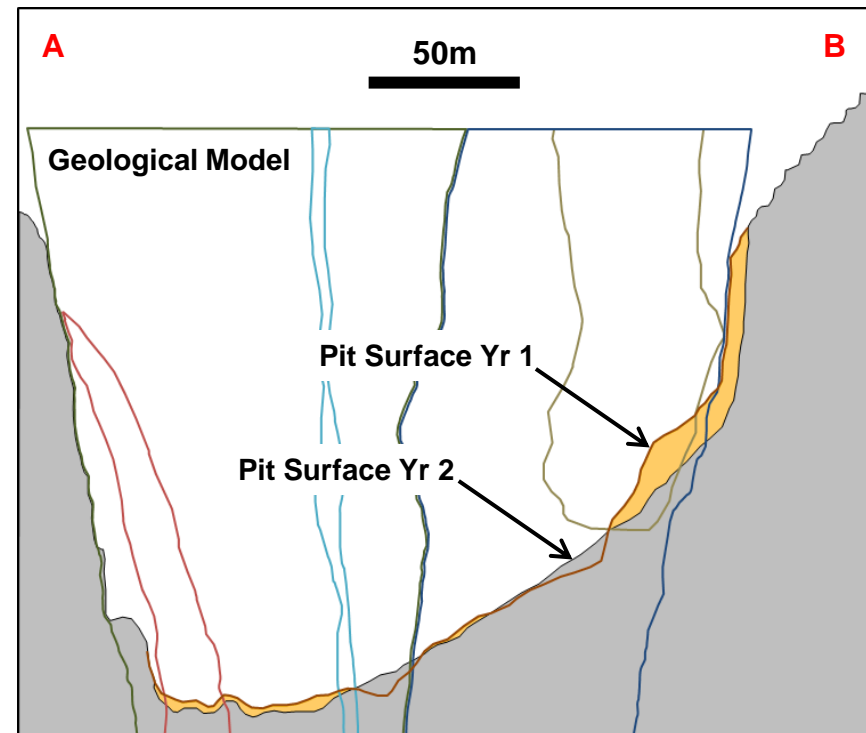 A
B
50m
Geological Model
Pit Surface Yr 1
Pit Surface Yr 2